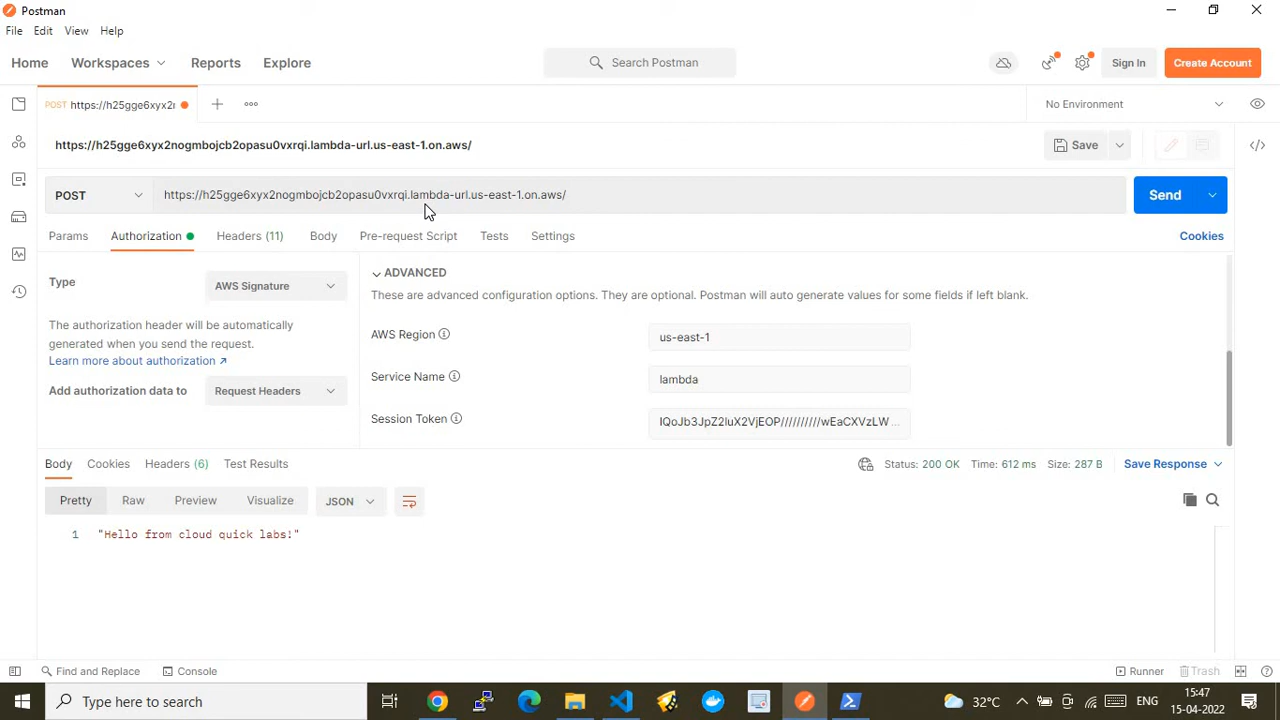 Postman
File Edit View Help
Home Workspaces Reports Explore Search Postman Sign In Create Account
POST https://h25gge6xyx2r No Environment
https://h25gge6xyx2nogmbojcb2opasu0vxrqi.lambda-url.us-east-1.on.aws/ Save
POST https://h25gge6xyx2nogmbojcb2opasu0vxrqi.lambda-url.us-east-1.on.aws/ Send
Params Authorization Headers (11) Body Pre-request Script Tests Settings Cookies
Type AWS Signature
The authorization header will be automatically
generated when you send the request.
Learn more about authorization ↗
Add authorization data to Request Headers
ADVANCED
These are advanced configuration options. They are optional. Postman will auto generate values for some fields if left blank.
AWS Region us-east-1
Service Name lambda
Session Token IQoJb3JpZ2luX2VjEOP//////////wEaCXVzLW ...
Body Cookies Headers (6) Test Results Status: 200 OK Time: 612 ms Size: 287 B Save Response
Pretty Raw Preview Visualize JSON
1 "Hello from cloud quick labs!"
Find and Replace Console Runner Trash
Type here to search 32°C ENG 15:47
15-04-2022